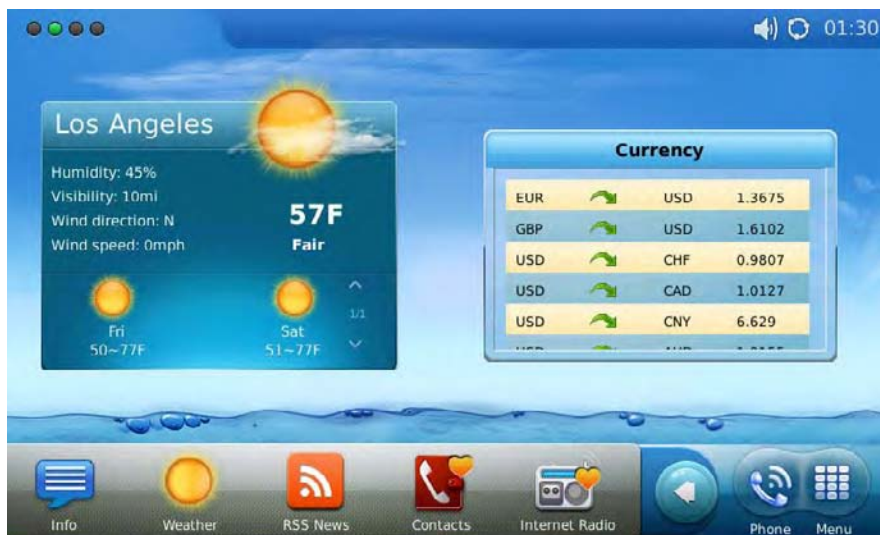 01:30
Los Angeles
Humidity: 45%
Visibility: 10mi
Wind direction: N
Wind speed: 0mph
57F
Fair
Fri
50~77F
Sat
51~77F
1/1
Currency
EUR USD 1.3675
GBP USD 1.6102
USD CHF 0.9807
USD CAD 1.0127
USD CNY 6.629
Info Weather RSS News Contacts Internet Radio Phone Menu